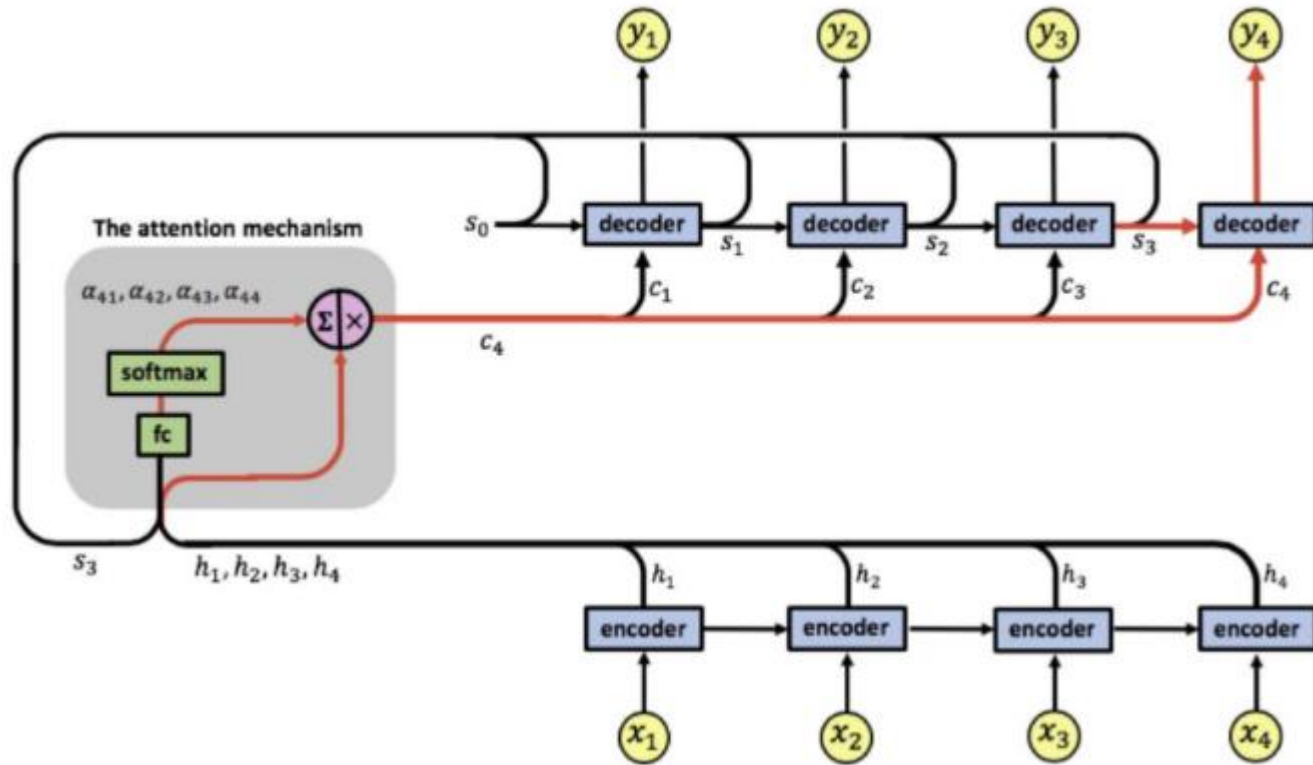 y₁ y₂ y₃ y₄
The attention mechanism
s₀ decoder s₁ decoder s₂ decoder s₃ decoder
α₄₁, α₄₂, α₄₃, α₄₄
Σ ×
c₁ c₂ c₃ c₄
c₄
softmax
fc
s₃
h₁, h₂, h₃, h₄
h₁ h₂ h₃ h₄
encoder encoder encoder encoder
x₁ x₂ x₃ x₄